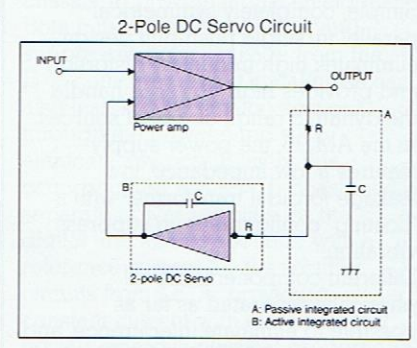 2-Pole DC Servo Circuit
INPUT
OUTPUT
Power amp
A
R
C
B
C
R
2-pole DC Servo
A: Passive integrated circuit
B: Active integrated circuit